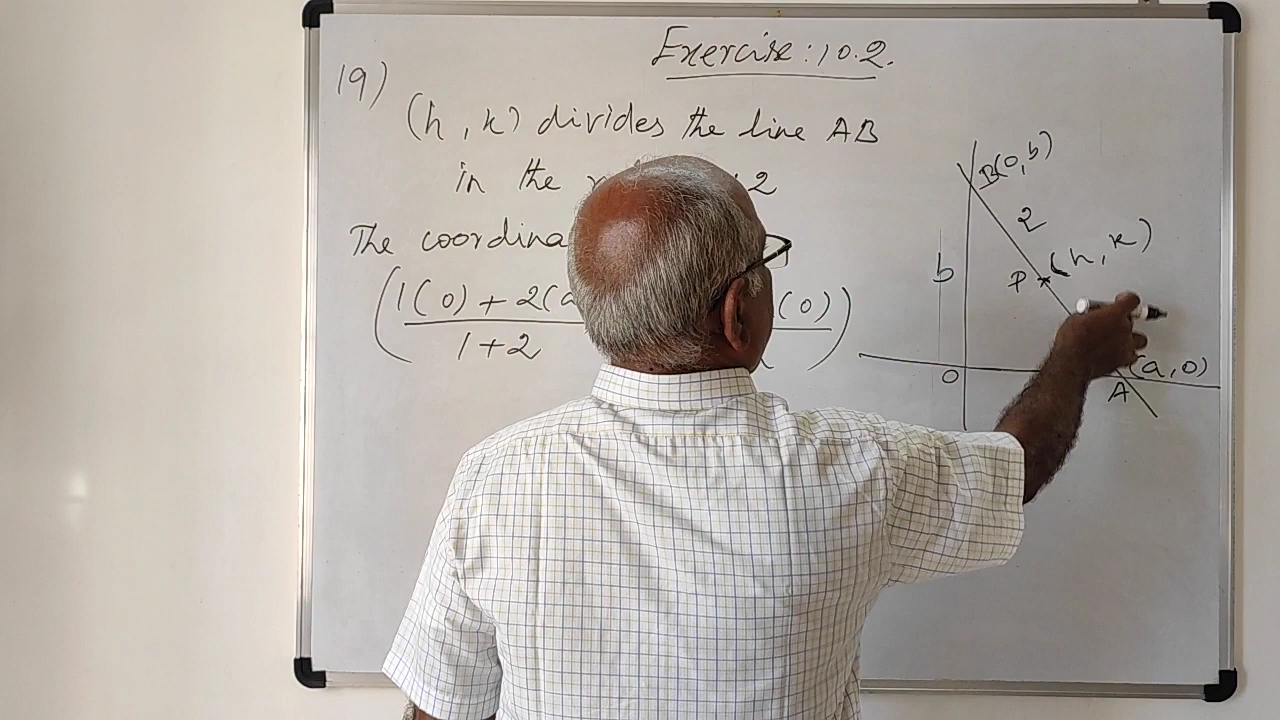 Exercise: 10.2.
19)
(h, k) divides the line AB
in the : 2
The
1(0) + 2(a (0)
1+2
B(0, b)
2
(h, k)
P
b
0
(a, 0)
A